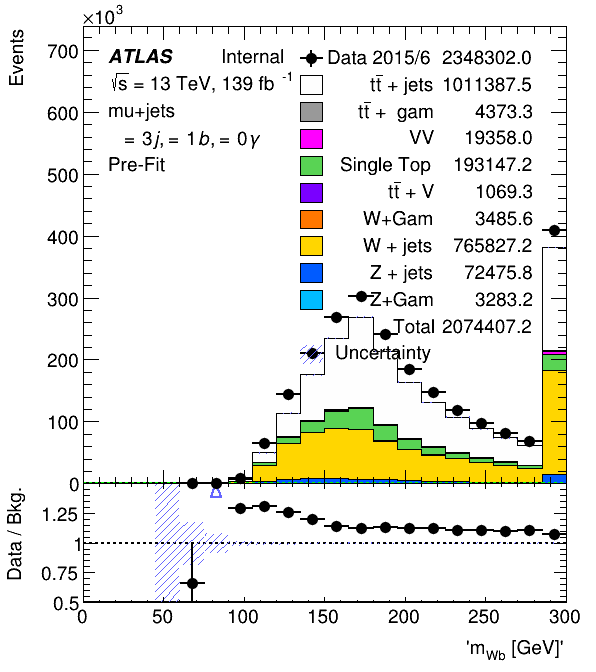 ×10³
Events
700
600
500
400
300
200
100
0
ATLAS Internal
√s = 13 TeV, 139 fb⁻¹
mu+jets
= 3j, = 1b, = 0γ
Pre-Fit
Data 2015/6 2348302.0
tt̄ + jets 1011387.5
tt̄ + gam 4373.3
VV 19358.0
Single Top 193147.2
tt̄ + V 1069.3
W+Gam 3485.6
W + jets 765827.2
Z + jets 72475.8
Z+Gam 3283.2
Total 2074407.2
Uncertainty
Data / Bkg.
1.25
1
0.75
0.5
0 50 100 150 200 250 300
'm_Wb [GeV]'